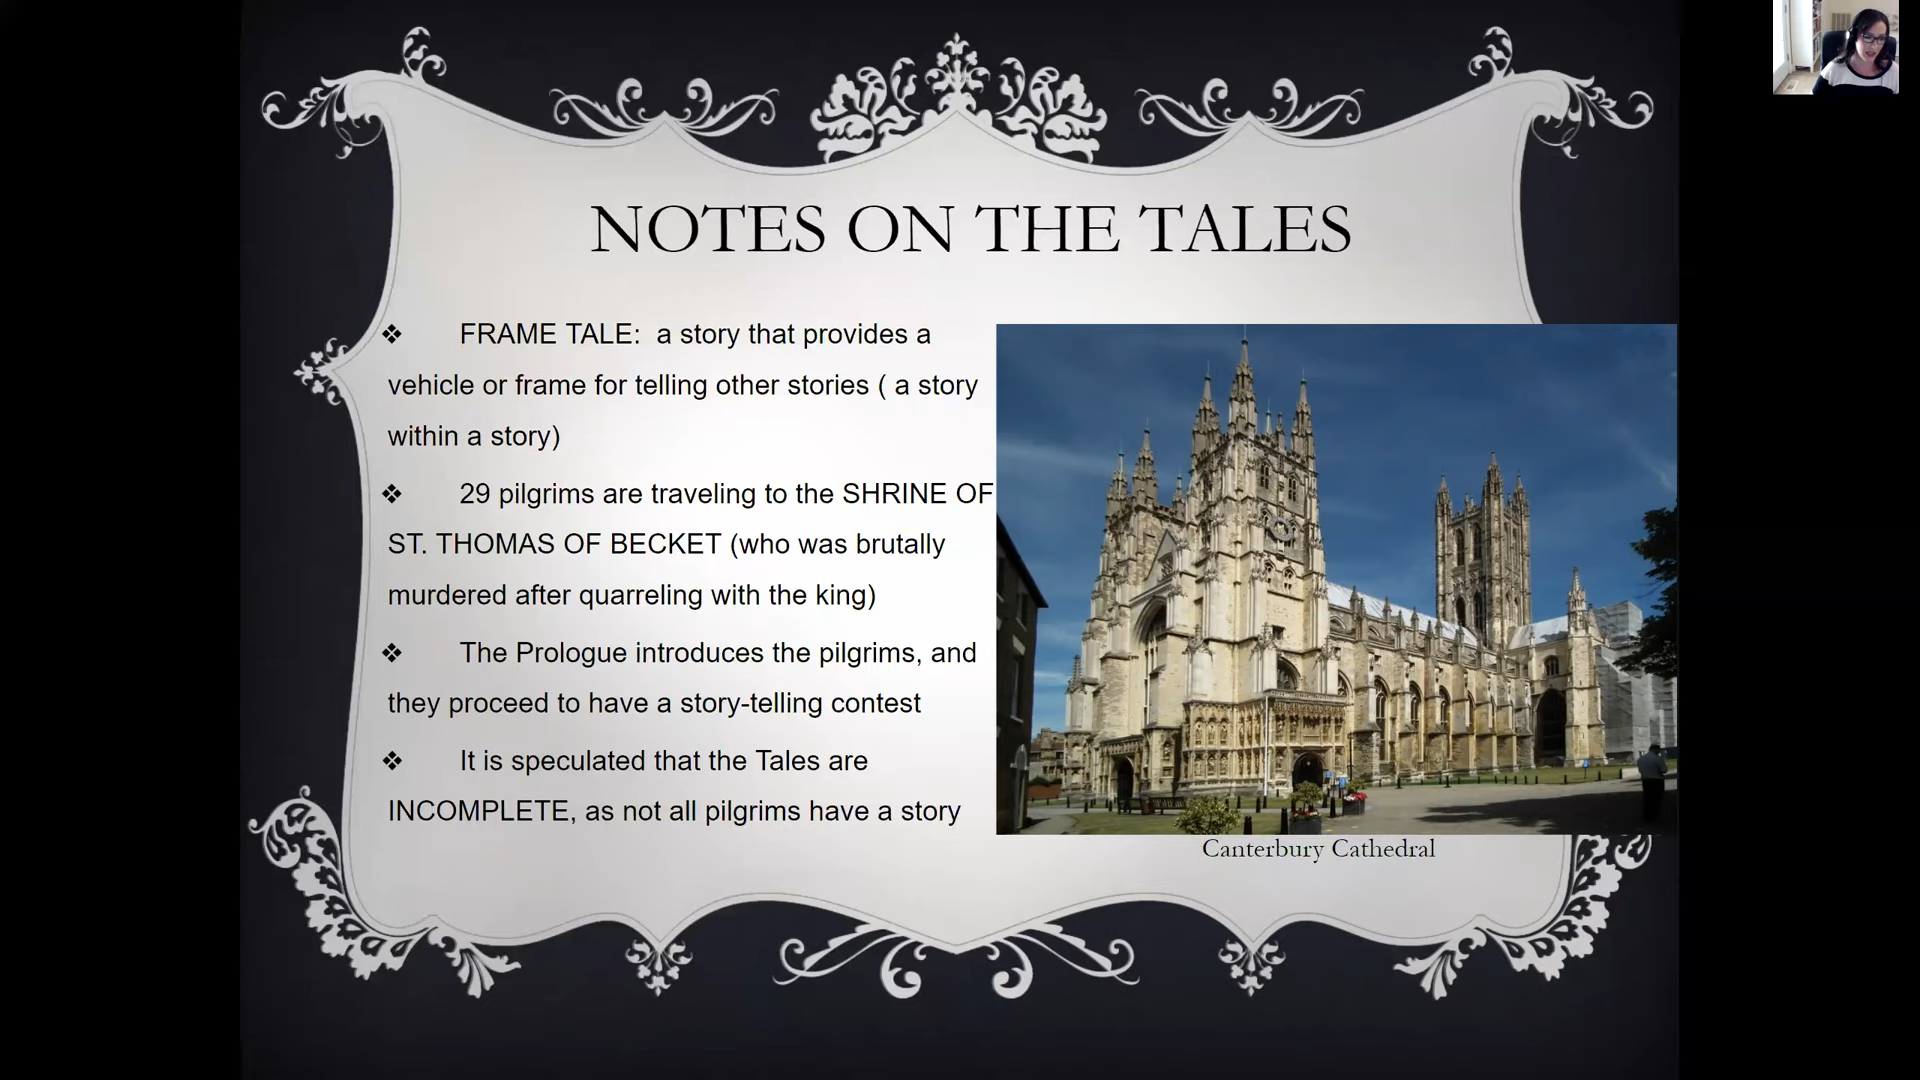 NOTES ON THE TALES
❖ FRAME TALE: a story that provides a
vehicle or frame for telling other stories ( a story
within a story)
❖ 29 pilgrims are traveling to the SHRINE OF
ST. THOMAS OF BECKET (who was brutally
murdered after quarreling with the king)
❖ The Prologue introduces the pilgrims, and
they proceed to have a story-telling contest
❖ It is speculated that the Tales are
INCOMPLETE, as not all pilgrims have a story
Canterbury Cathedral